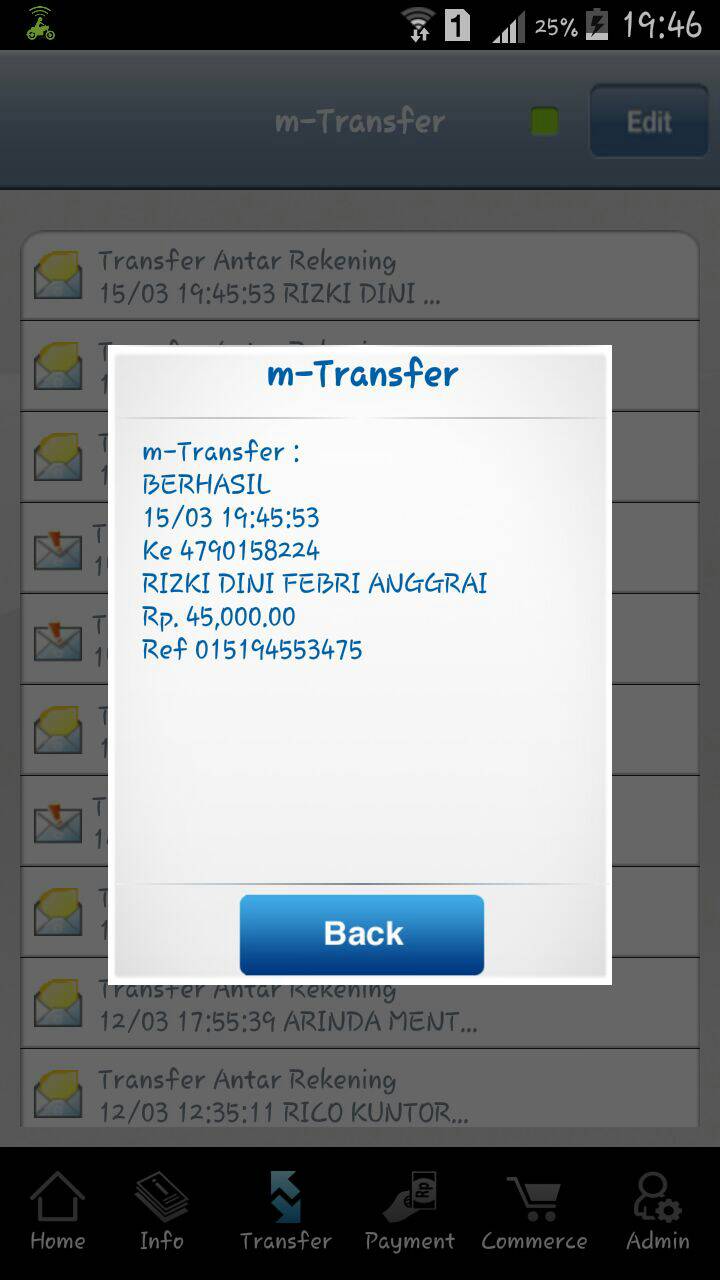 1 25% 19:46
m-Transfer Edit
Transfer Antar Rekening
15/03 19:45:53 RIZKI DINI ...
m-Transfer
m-Transfer :
BERHASIL
15/03 19:45:53
Ke 4790158224
RIZKI DINI FEBRI ANGGRAI
Rp. 45,000.00
Ref 015194553475
Back
Transfer Antar Rekening
12/03 17:55:39 ARINDA MENT...
Transfer Antar Rekening
12/03 12:35:11 RICO KUNTOR...
Home Info Transfer Payment Commerce Admin